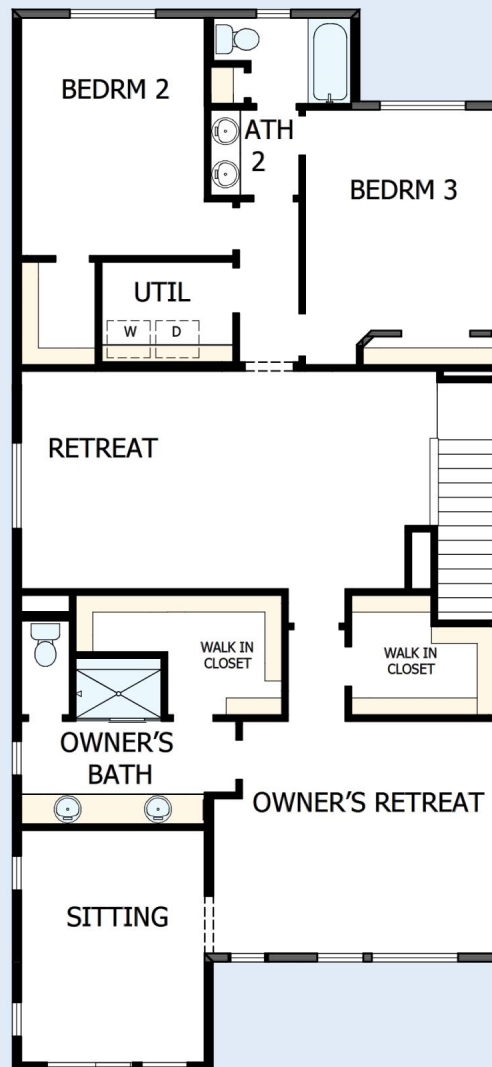 BEDRM 2
ATH
2
BEDRM 3
UTIL
W
D
RETREAT
WALK IN
CLOSET
WALK IN
CLOSET
OWNER'S
BATH
OWNER'S RETREAT
SITTING